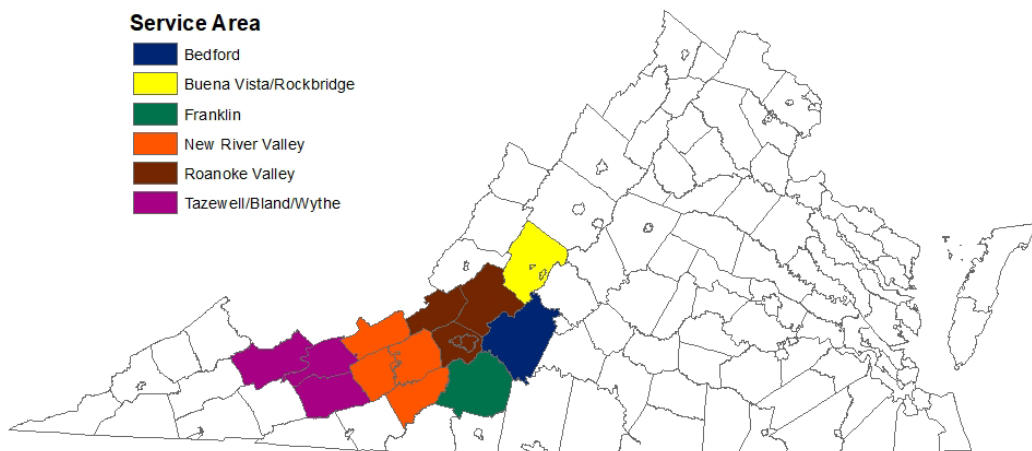 Service Area
Bedford
Buena Vista/Rockbridge
Franklin
New River Valley
Roanoke Valley
Tazewell/Bland/Wythe